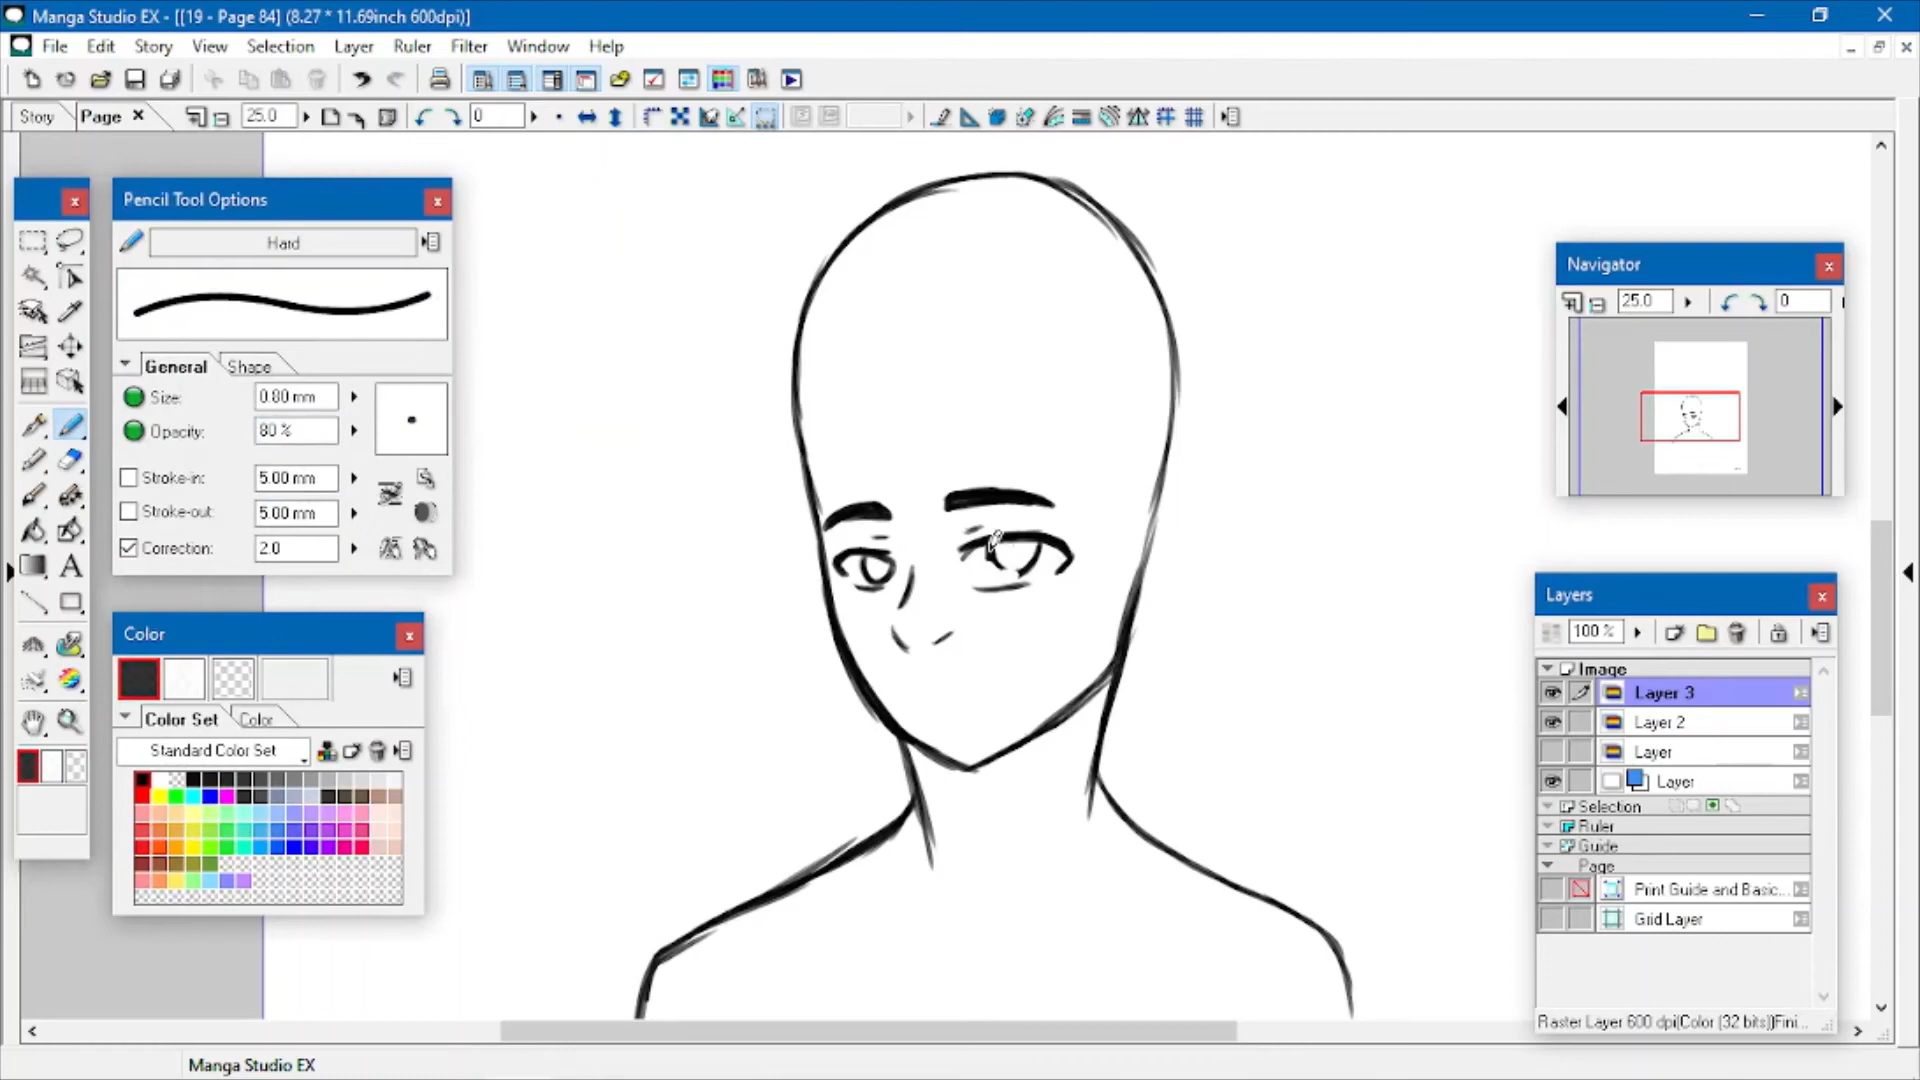 Manga Studio EX - [[19 - Page 84] (8.27 * 11.69inch 600dpi)]
File Edit Story View Selection Layer Ruler Filter Window Help
Story Page 25.0 0
Pencil Tool Options
Hard
General Shape
Size: 0.80 mm
Opacity: 80 %
Stroke-in: 5.00 mm
Stroke-out: 5.00 mm
Correction: 2.0
A
Color
Color Set Color
Standard Color Set
Navigator
25.0 0
Layers
100 %
Image
Layer 3
Layer 2
Layer
Layer
Selection
Ruler
Guide
Page
Print Guide and Basic...
Grid Layer
Raster Layer 600 dpi(Color (32 bits))Fini...
Manga Studio EX